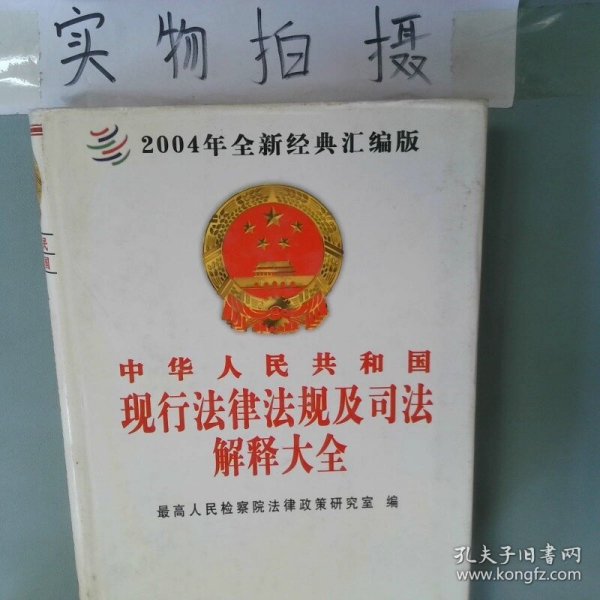 实物拍摄
2004年全新经典汇编版
中华人民共和国
现行法律法规及司法
解释大全
最高人民检察院法律政策研究室 编
民
国
孔夫子旧书网
www.kongfz.com